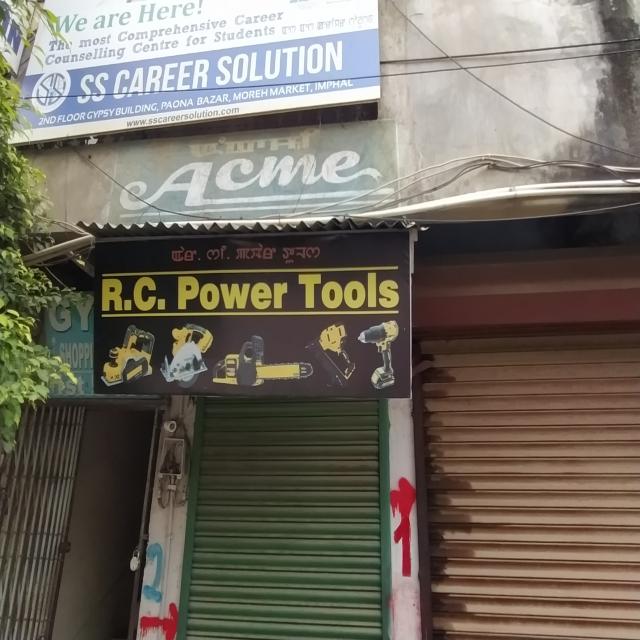 We are Here!
The most Comprehensive Career
Counselling Centre for Students
SS CAREER SOLUTION
2ND FLOOR GYPSY BUILDING, PAONA BAZAR, MOREH MARKET, IMPHAL
www.sscareersolution.com
Acme
R.C. Power Tools
GY
SHOPPI